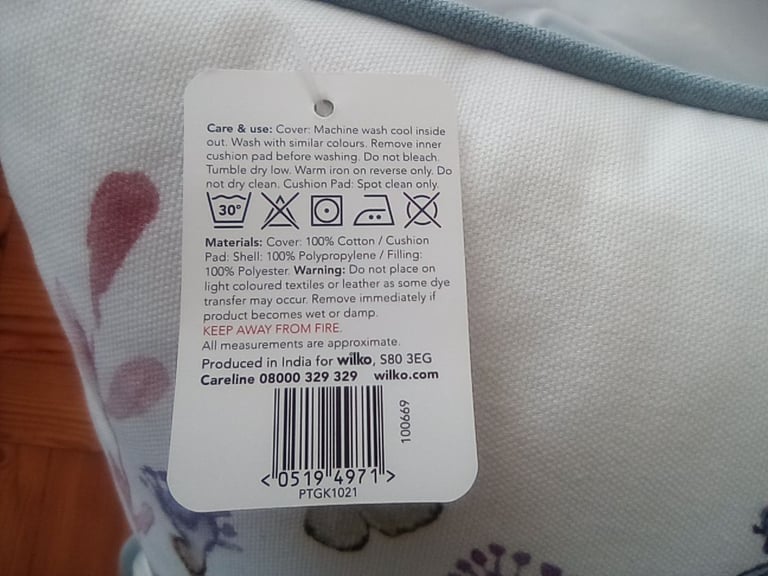 Care & use: Cover: Machine wash cool inside
out. Wash with similar colours. Remove inner
cushion pad before washing. Do not bleach.
Tumble dry low. Warm iron on reverse only. Do
not dry clean. Cushion Pad: Spot clean only.
30°
Materials: Cover: 100% Cotton / Cushion
Pad: Shell: 100% Polypropylene / Filling:
100% Polyester. Warning: Do not place on
light coloured textiles or leather as some dye
transfer may occur. Remove immediately if
product becomes wet or damp.
KEEP AWAY FROM FIRE.
All measurements are approximate.
Produced in India for wilko, S80 3EG
Careline 08000 329 329 wilko.com
100669
<0519 4971>
PTGK1021